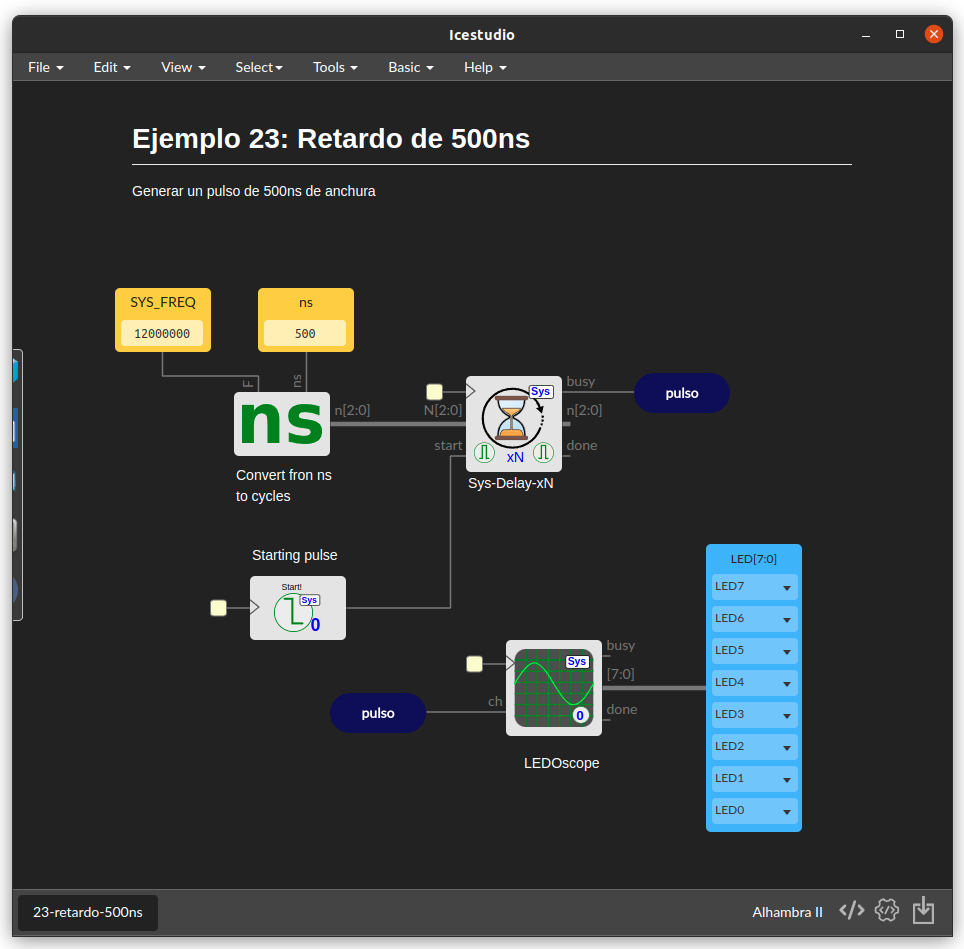 Icestudio
File Edit View Select Tools Basic Help
Ejemplo 23: Retardo de 500ns
Generar un pulso de 500ns de anchura
SYS_FREQ
12000000
ns
500
F
ns
ns
n[2:0]
Convert fron ns
to cycles
N[2:0]
start
Sys
xN
busy
n[2:0]
done
Sys-Delay-xN
pulso
Starting pulse
Start!
Sys
0
pulso
ch
Sys
0
busy
[7:0]
done
LEDOscope
LED[7:0]
LED7
LED6
LED5
LED4
LED3
LED2
LED1
LED0
23-retardo-500ns
Alhambra II